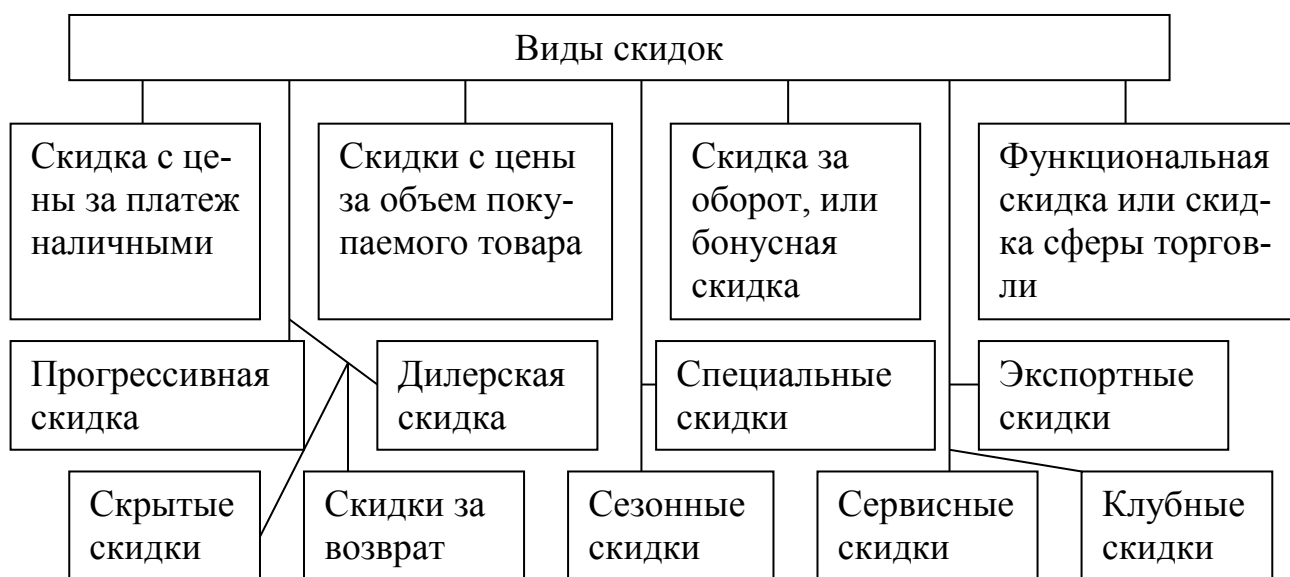 Виды скидок
Скидка с це-
ны за платеж
наличными
Скидки с цены
за объем поку-
паемого товара
Скидка за
оборот, или
бонусная
скидка
Функциональная
скидка или скид-
ка сферы торгов-
ли
Прогрессивная
скидка
Дилерская
скидка
Специальные
скидки
Экспортные
скидки
Скрытые
скидки
Скидки за
возврат
Сезонные
скидки
Сервисные
скидки
Клубные
скидки